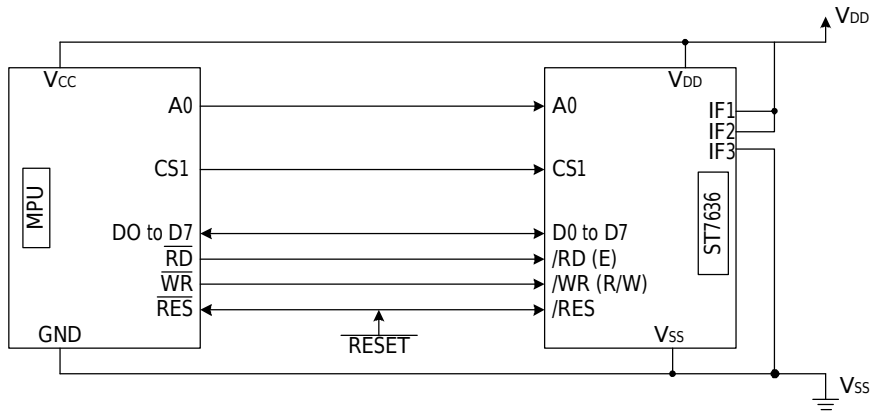 VDD
VCC
VDD
A0
A0
IF1
IF2
IF3
CS1
CS1
MPU
ST7636
DO to D7
D0 to D7
RD
/RD (E)
WR
/WR (R/W)
RES
/RES
GND
RESET
VSS
VSS